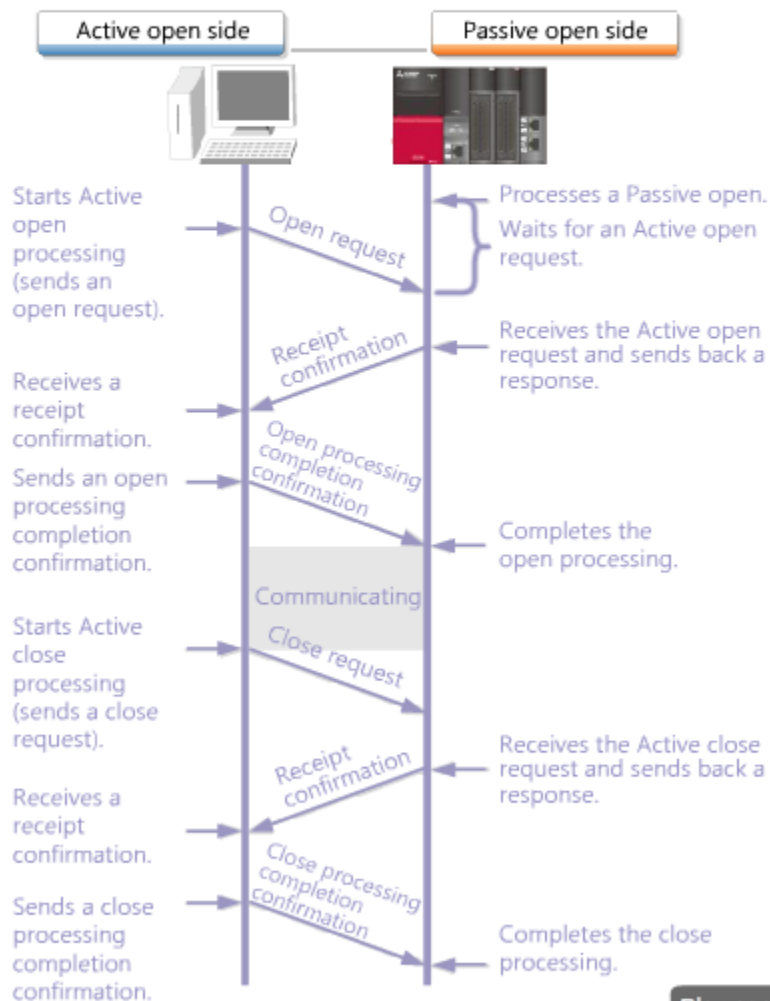 Active open side
Passive open side
Starts Active
open
processing
(sends an
open request).
Open request
Processes a Passive open.
Waits for an Active open
request.
Receipt
confirmation
Receives the Active open
request and sends back a
response.
Receives a
receipt
confirmation.
Open processing
completion
confirmation
Sends an open
processing
completion
confirmation.
Completes the
open processing.
Communicating
Starts Active
close
processing
(sends a close
request).
Close request
Receipt
confirmation
Receives the Active close
request and sends back a
response.
Receives a
receipt
confirmation.
Close processing
completion
confirmation
Sends a close
processing
completion
confirmation.
Completes the close
processing.